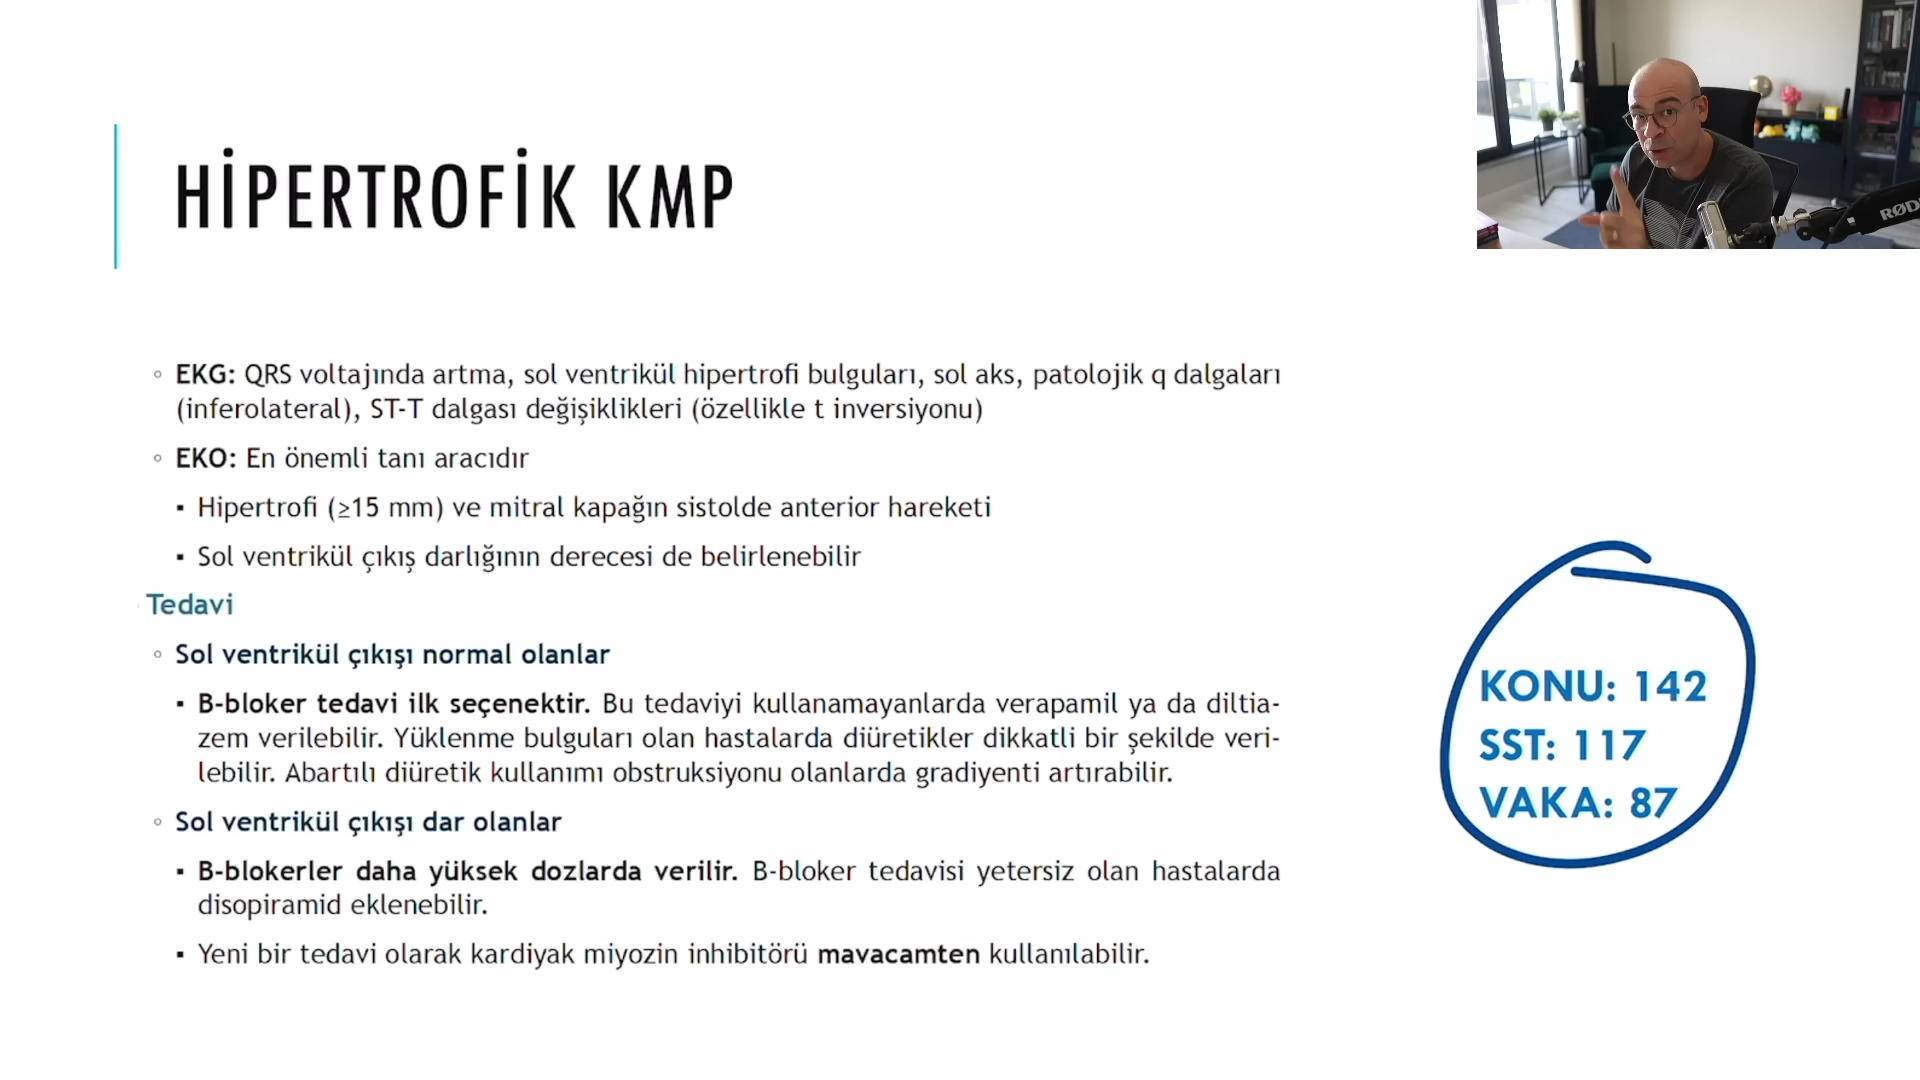 HİPERTROFİK KMP
◦ EKG: QRS voltajında artma, sol ventrikül hipertrofi bulguları, sol aks, patolojik q dalgaları
(inferolateral), ST-T dalgası değişiklikleri (özellikle t inversiyonu)
◦ EKO: En önemli tanı aracıdır
▪ Hipertrofi (≥15 mm) ve mitral kapağın sistolde anterior hareketi
▪ Sol ventrikül çıkış darlığının derecesi de belirlenebilir
Tedavi
◦ Sol ventrikül çıkışı normal olanlar
▪ B-bloker tedavi ilk seçenektir. Bu tedaviyi kullanamayanlarda verapamil ya da diltia-
zem verilebilir. Yüklenme bulguları olan hastalarda diüretikler dikkatli bir şekilde veri-
lebilir. Abartılı diüretik kullanımı obstruksiyonu olanlarda gradiyenti artırabilir.
◦ Sol ventrikül çıkışı dar olanlar
▪ B-blokerler daha yüksek dozlarda verilir. B-bloker tedavisi yetersiz olan hastalarda
disopiramid eklenebilir.
▪ Yeni bir tedavi olarak kardiyak miyozin inhibitörü mavacamten kullanılabilir.
KONU: 142
SST: 117
VAKA: 87
RØD